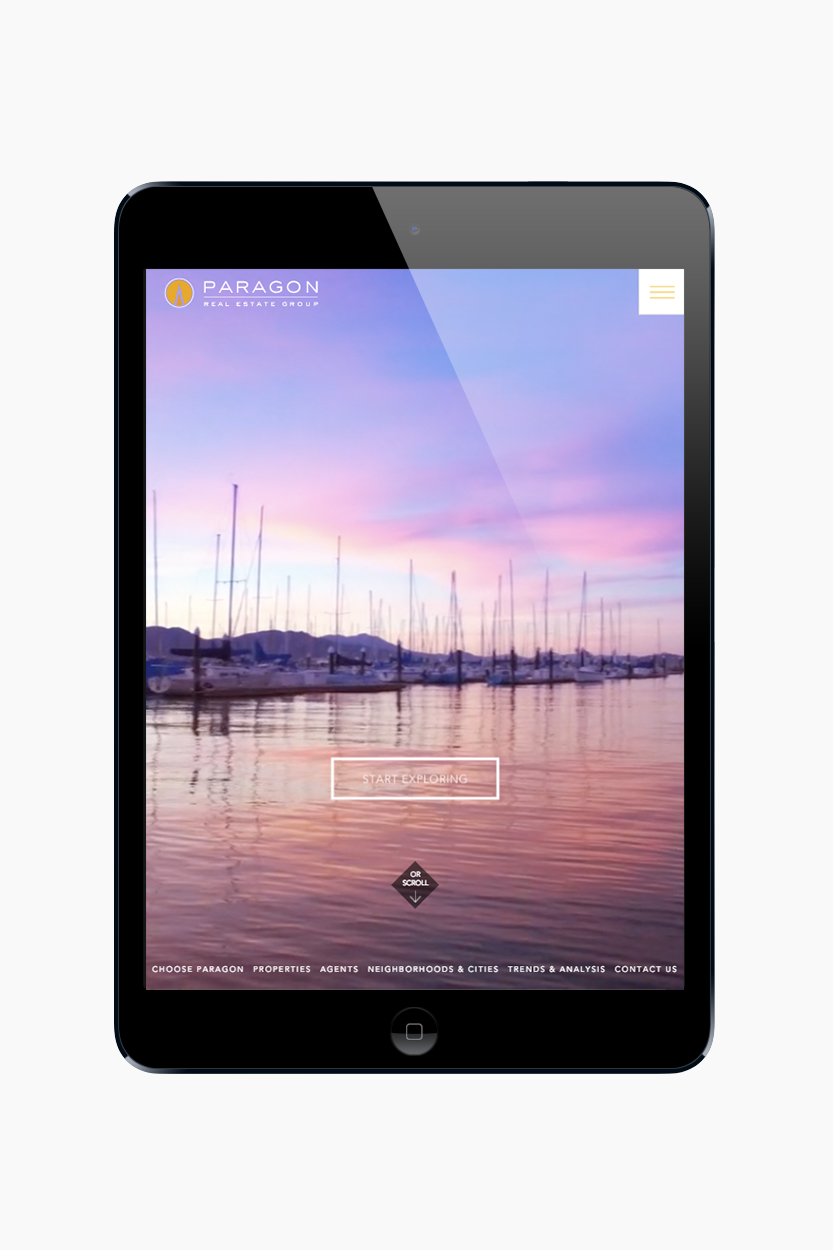 PARAGON
REAL ESTATE GROUP
START EXPLORING
OR
SCROLL
CHOOSE PARAGON PROPERTIES AGENTS NEIGHBORHOODS & CITIES TRENDS & ANALYSIS CONTACT US